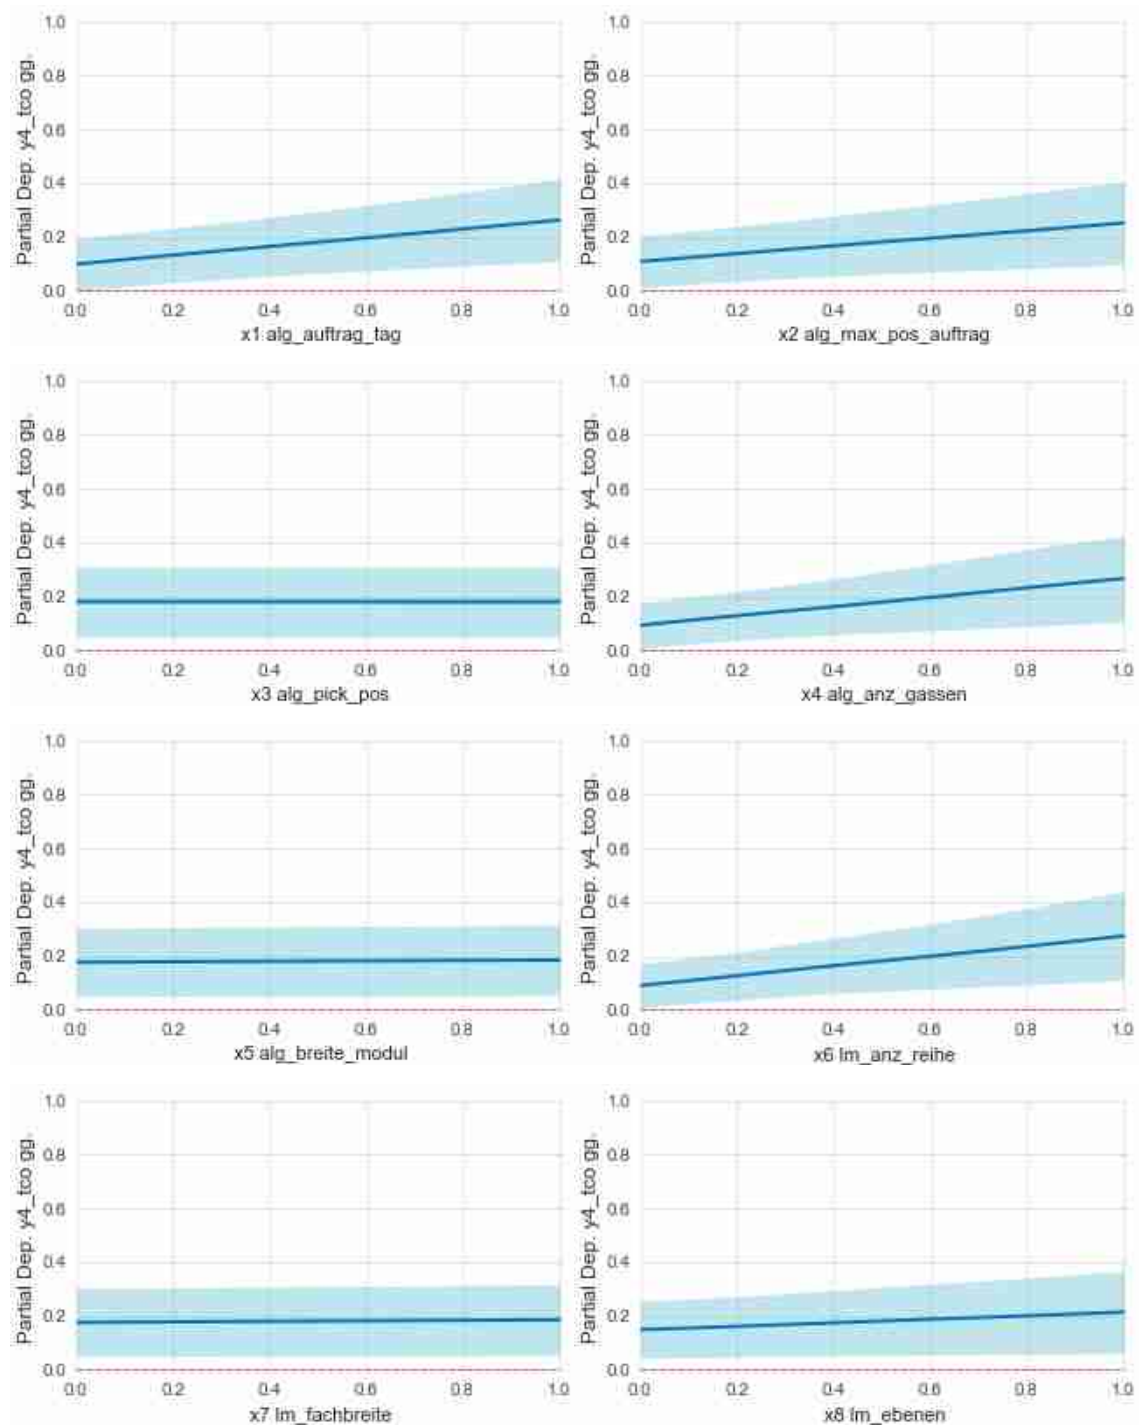 Partial Dep. y4_tco gg.
1.0
0.8
0.6
0.4
0.2
0.0
0.0 0.2 0.4 0.6 0.8 1.0
x1 alg_auftrag_tag
Partial Dep. y4_tco gg.
1.0
0.8
0.6
0.4
0.2
0.0
0.0 0.2 0.4 0.6 0.8 1.0
x2 alg_max_pos_auftrag
Partial Dep. y4_tco gg.
1.0
0.8
0.6
0.4
0.2
0.0
0.0 0.2 0.4 0.6 0.8 1.0
x3 alg_pick_pos
Partial Dep. y4_tco gg.
1.0
0.8
0.6
0.4
0.2
0.0
0.0 0.2 0.4 0.6 0.8 1.0
x4 alg_anz_gassen
Partial Dep. y4_tco gg.
1.0
0.8
0.6
0.4
0.2
0.0
0.0 0.2 0.4 0.6 0.8 1.0
x5 alg_breite_modul
Partial Dep. y4_tco gg.
1.0
0.8
0.6
0.4
0.2
0.0
0.0 0.2 0.4 0.6 0.8 1.0
x6 lm_anz_reihe
Partial Dep. y4_tco gg.
1.0
0.8
0.6
0.4
0.2
0.0
0.0 0.2 0.4 0.6 0.8 1.0
x7 lm_fachbreite
Partial Dep. y4_tco gg.
1.0
0.8
0.6
0.4
0.2
0.0
0.0 0.2 0.4 0.6 0.8 1.0
x8 lm_ebenen